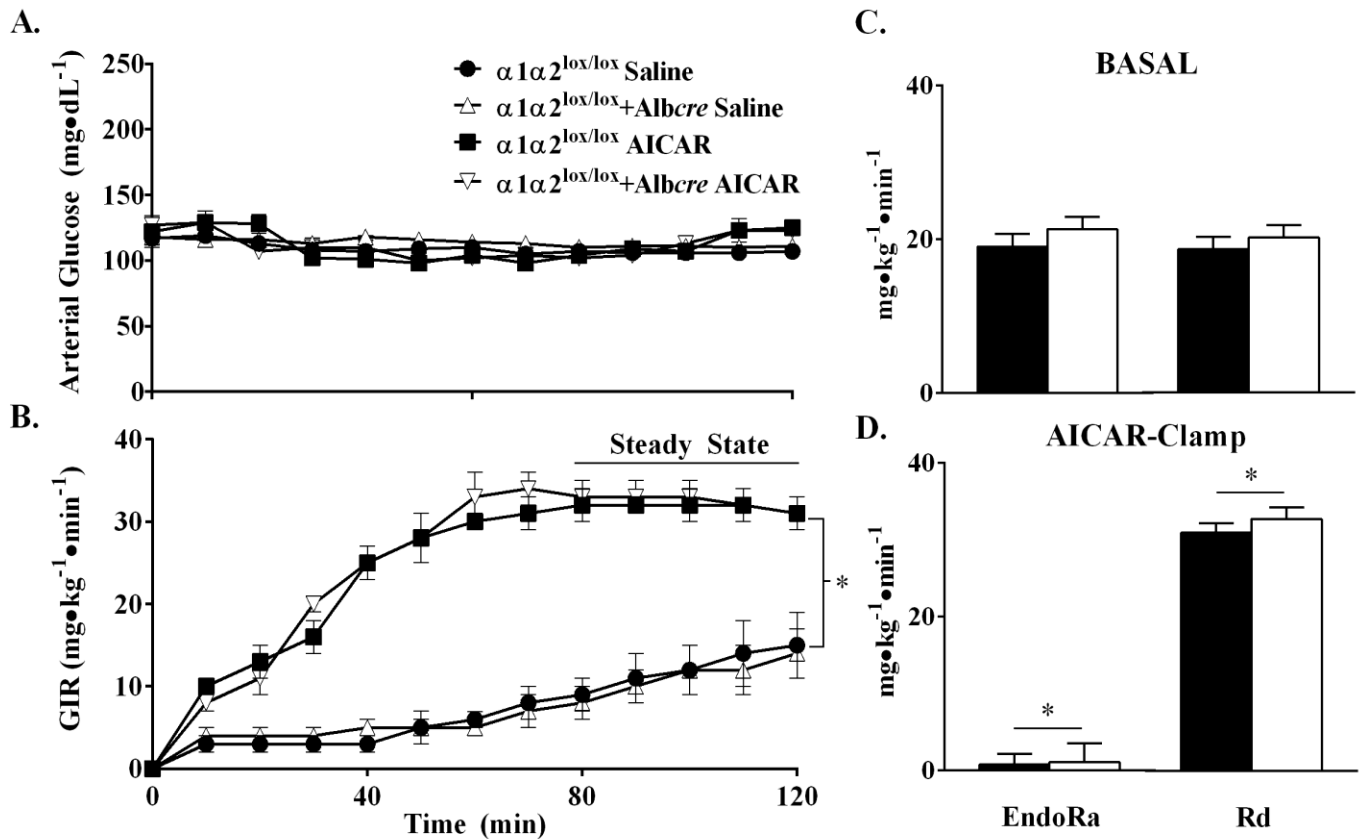 A.
Arterial Glucose (mg•dL-1)
250
200
150
100
50
0
α1α2lox/lox Saline
α1α2lox/lox+Albcre Saline
α1α2lox/lox AICAR
α1α2lox/lox+Albcre AICAR
B.
GIR (mg•kg-1•min-1)
40
30
20
10
0
Steady State
*
0
40
80
120
Time (min)
C.
BASAL
mg•kg-1•min-1
40
20
0
D.
AICAR-Clamp
mg•kg-1•min-1
40
20
0
*
*
EndoRa
Rd